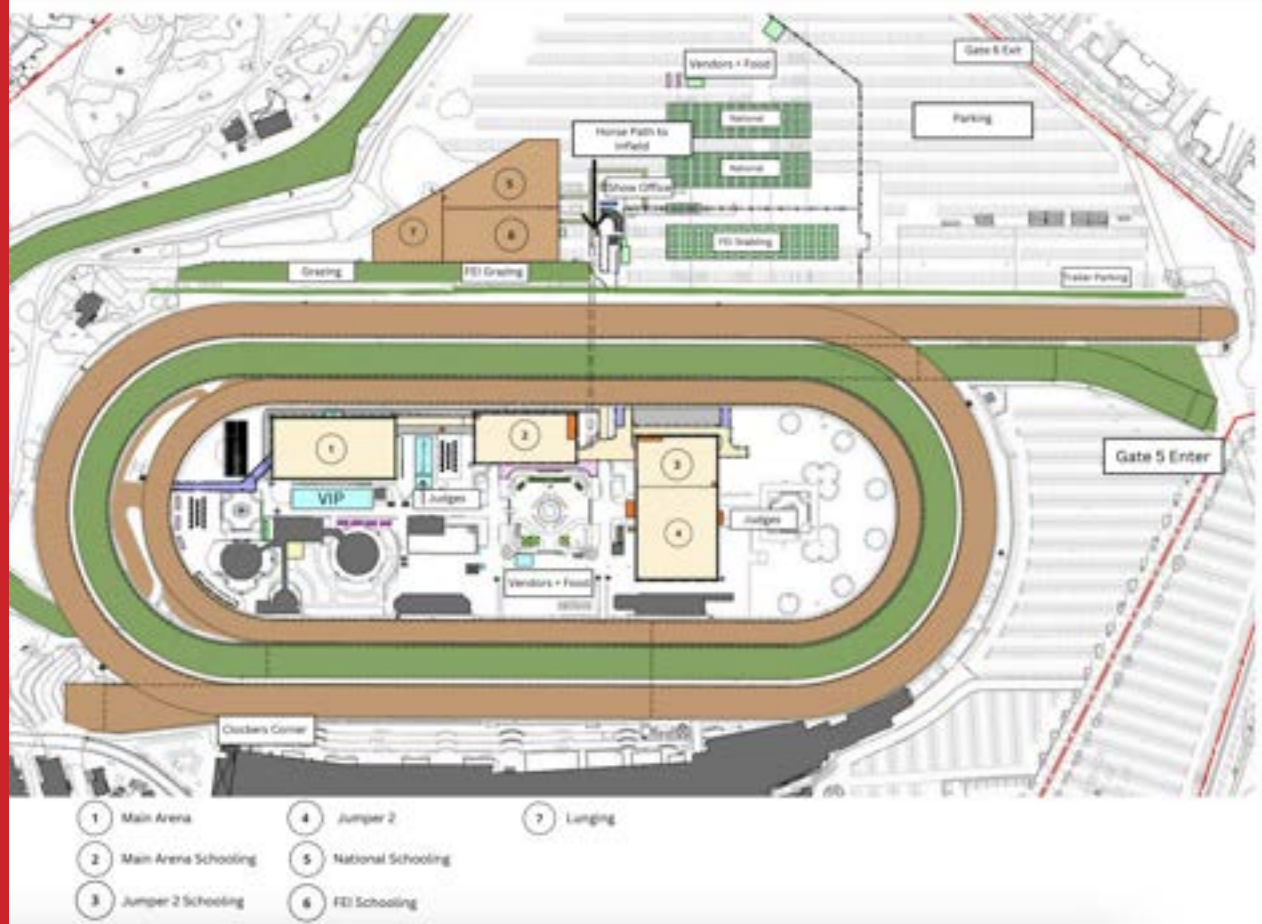 Gate 6 Exit
Vendors + Food
Parking
National
Horse Path to
Infield
National
Show Office
5
7
6
FEI Stabling
Grazing
FEI Grazing
Trailer Parking
1
2
3
Gate 5 Enter
VIP
Judges
Judges
4
Vendors + Food
Clockers Corner
1 Main Arena
2 Main Arena Schooling
3 Jumper 2 Schooling
4 Jumper 2
5 National Schooling
6 FEI Schooling
7 Lunging